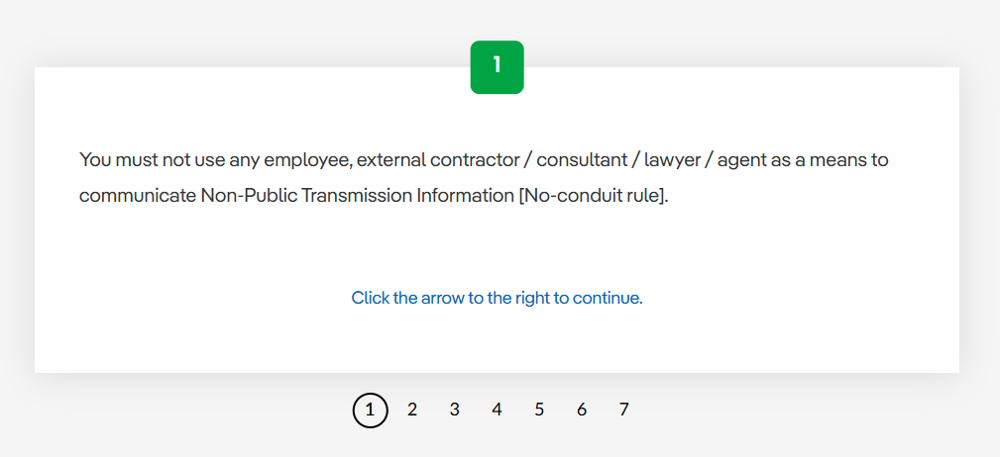 1
You must not use any employee, external contractor / consultant / lawyer / agent as a means to
communicate Non-Public Transmission Information [No-conduit rule].
Click the arrow to the right to continue.
1 2 3 4 5 6 7